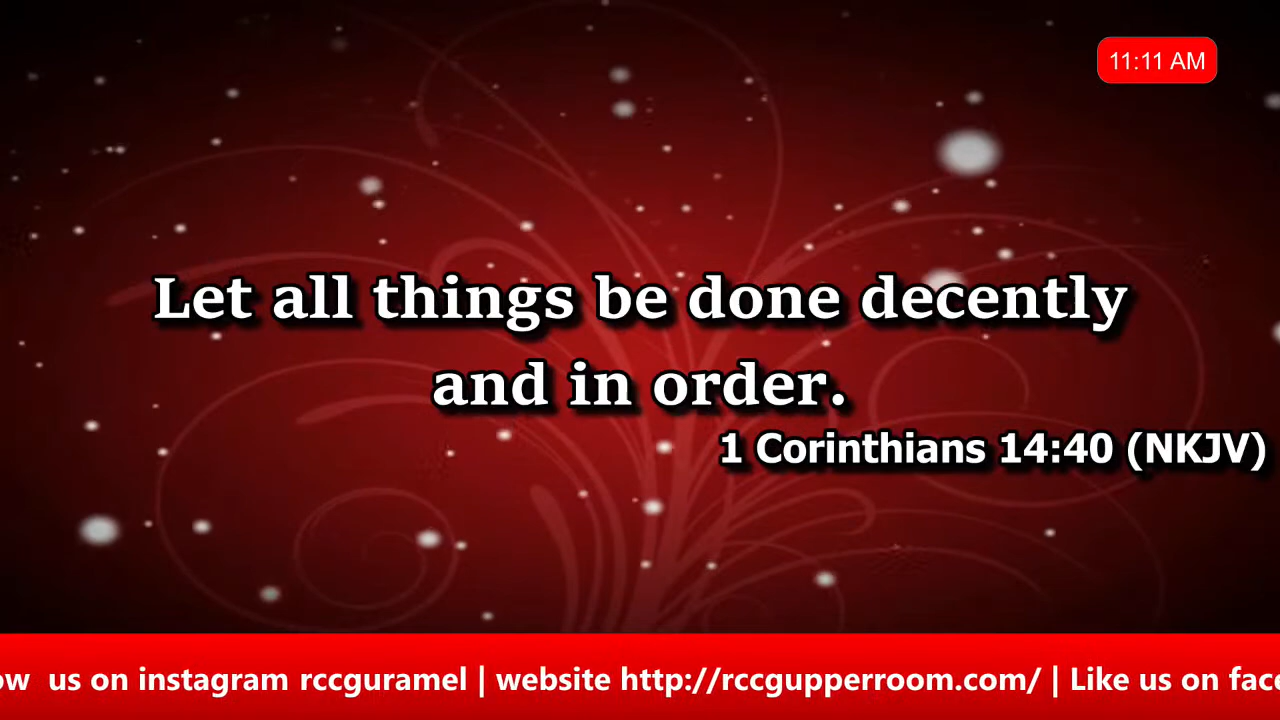 11:11 AM
Let all things be done decently
and in order.
1 Corinthians 14:40 (NKJV)
us on instagram rccguramel | website http://rccgupperroom.com/ | Like us on